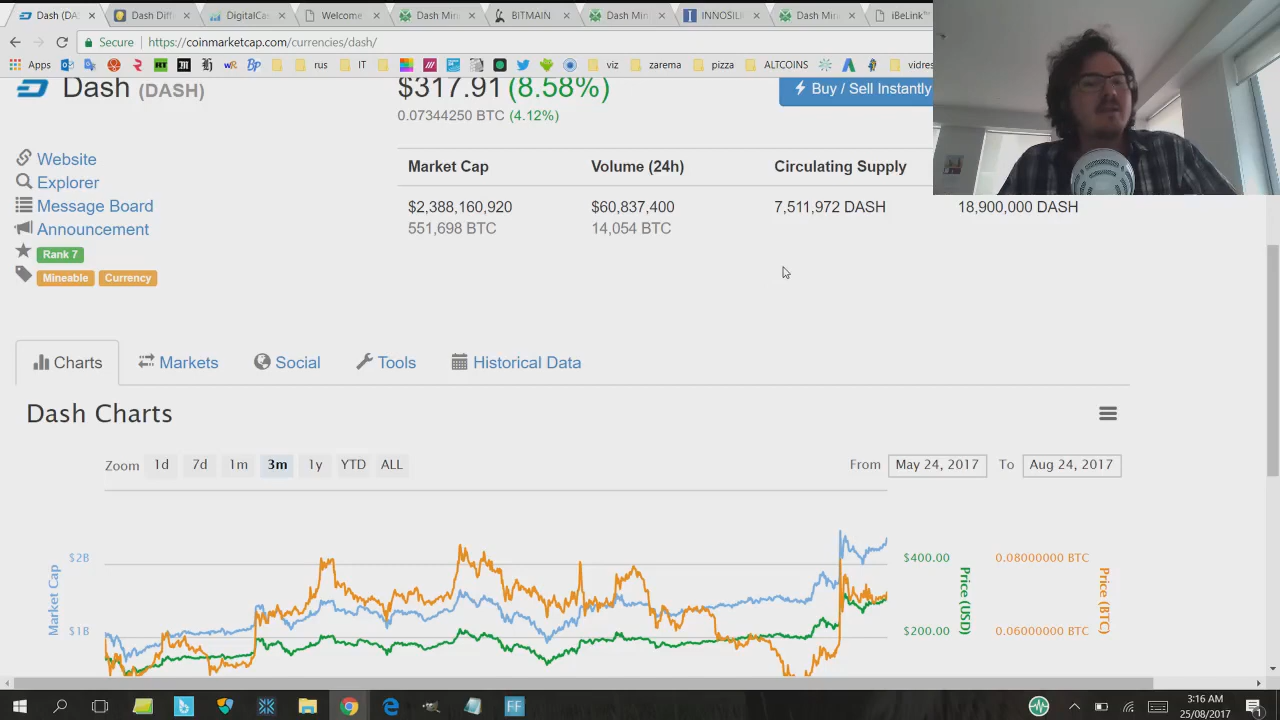 Dash (DA
Dash Diff
DigitalCas
Welcome
Dash Min
BITMAIN
Dash Min
INNOSIL
Dash Min
iBeLink™
Secure
https://coinmarketcap.com/currencies/dash/
Apps
rus
IT
viz
zarema
pizza
ALTCOINS
vidres
Dash (DASH)
$317.91 (8.58%)
Buy / Sell Instantly
0.07344250 BTC (4.12%)
Website
Explorer
Message Board
Announcement
Rank 7
Mineable Currency
Market Cap Volume (24h) Circulating Supply
$2,388,160,920 $60,837,400 7,511,972 DASH 18,900,000 DASH
551,698 BTC 14,054 BTC
Charts Markets Social Tools Historical Data
Dash Charts
Zoom 1d 7d 1m 3m 1y YTD ALL From May 24, 2017 To Aug 24, 2017
$2B $400.00 0.08000000 BTC
Market Cap Price (USD) Price (BTC)
$1B $200.00 0.06000000 BTC
FF
3:16 AM
25/08/2017
1